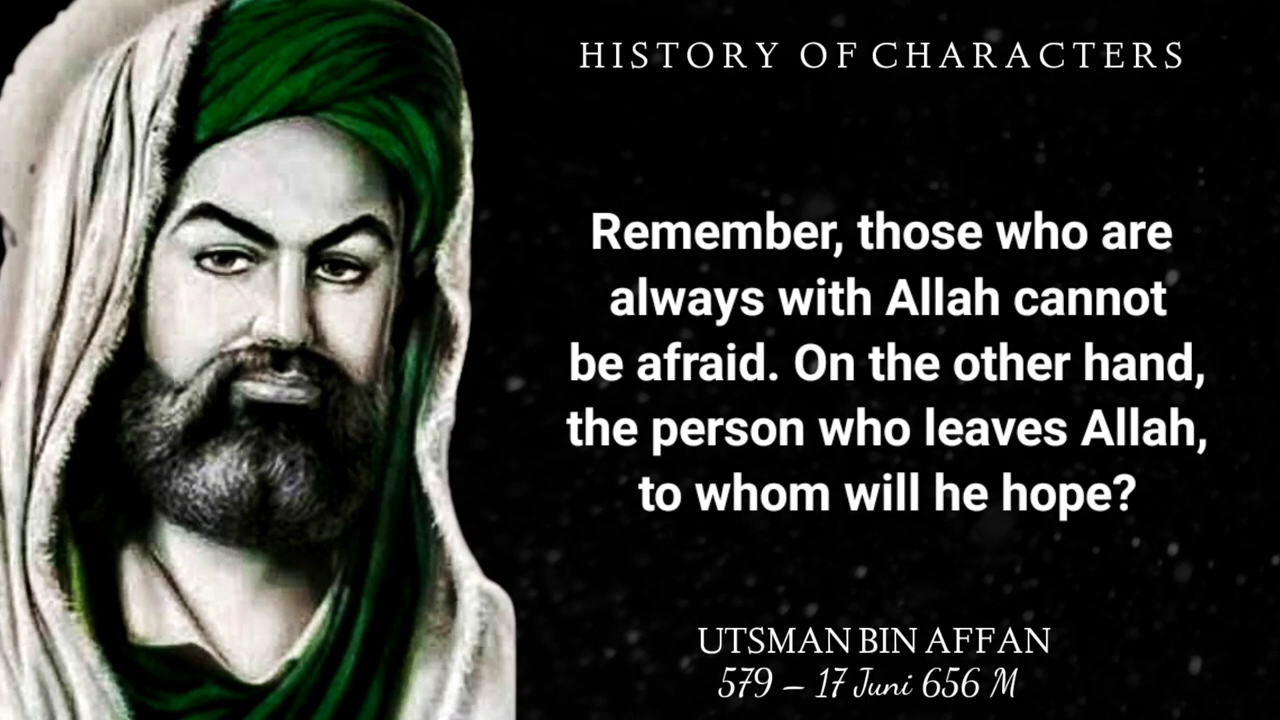 HISTORY OF CHARACTERS
Remember, those who are
always with Allah cannot
be afraid. On the other hand,
the person who leaves Allah,
to whom will he hope?
UTSMAN BIN AFFAN
579 – 17 Juni 656 M